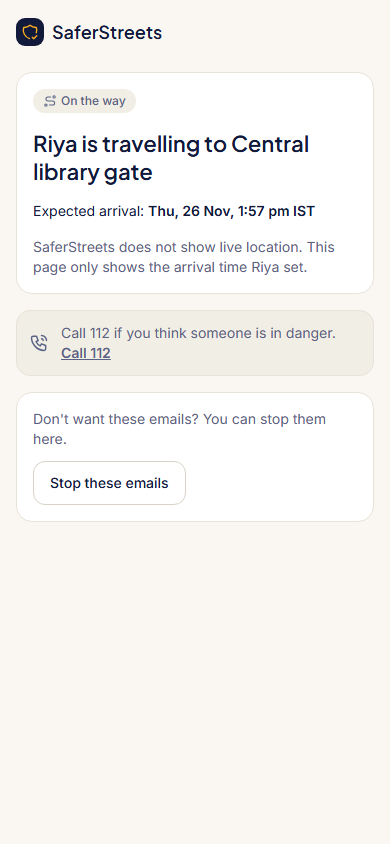 SaferStreets
On the way
Riya is travelling to Central
library gate
Expected arrival: Thu, 26 Nov, 1:57 pm IST
SaferStreets does not show live location. This
page only shows the arrival time Riya set.
Call 112 if you think someone is in danger.
Call 112
Don't want these emails? You can stop them
here.
Stop these emails